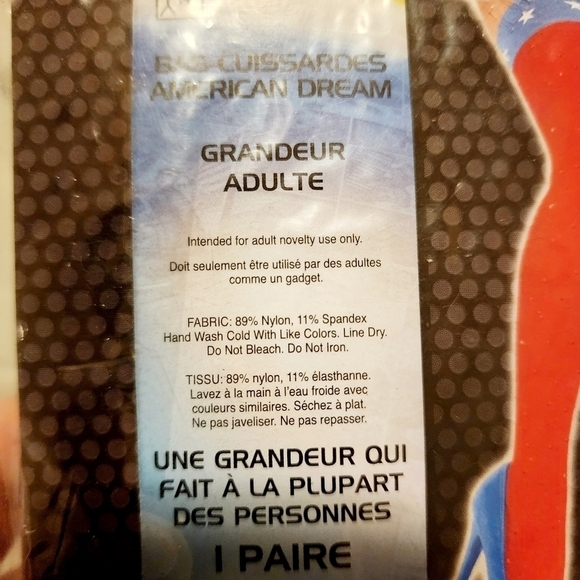 BAS-CUISSARDES
AMERICAN DREAM
GRANDEUR
ADULTE
Intended for adult novelty use only.
Doit seulement être utilisé par des adultes
comme un gadget.
FABRIC: 89% Nylon, 11% Spandex
Hand Wash Cold With Like Colors. Line Dry.
Do Not Bleach. Do Not Iron.
TISSU: 89% nylon, 11% élasthanne.
Lavez à la main à l'eau froide avec
couleurs similaires. Séchez à plat.
Ne pas javeliser. Ne pas repasser.
UNE GRANDEUR QUI
FAIT À LA PLUPART
DES PERSONNES
1 PAIRE